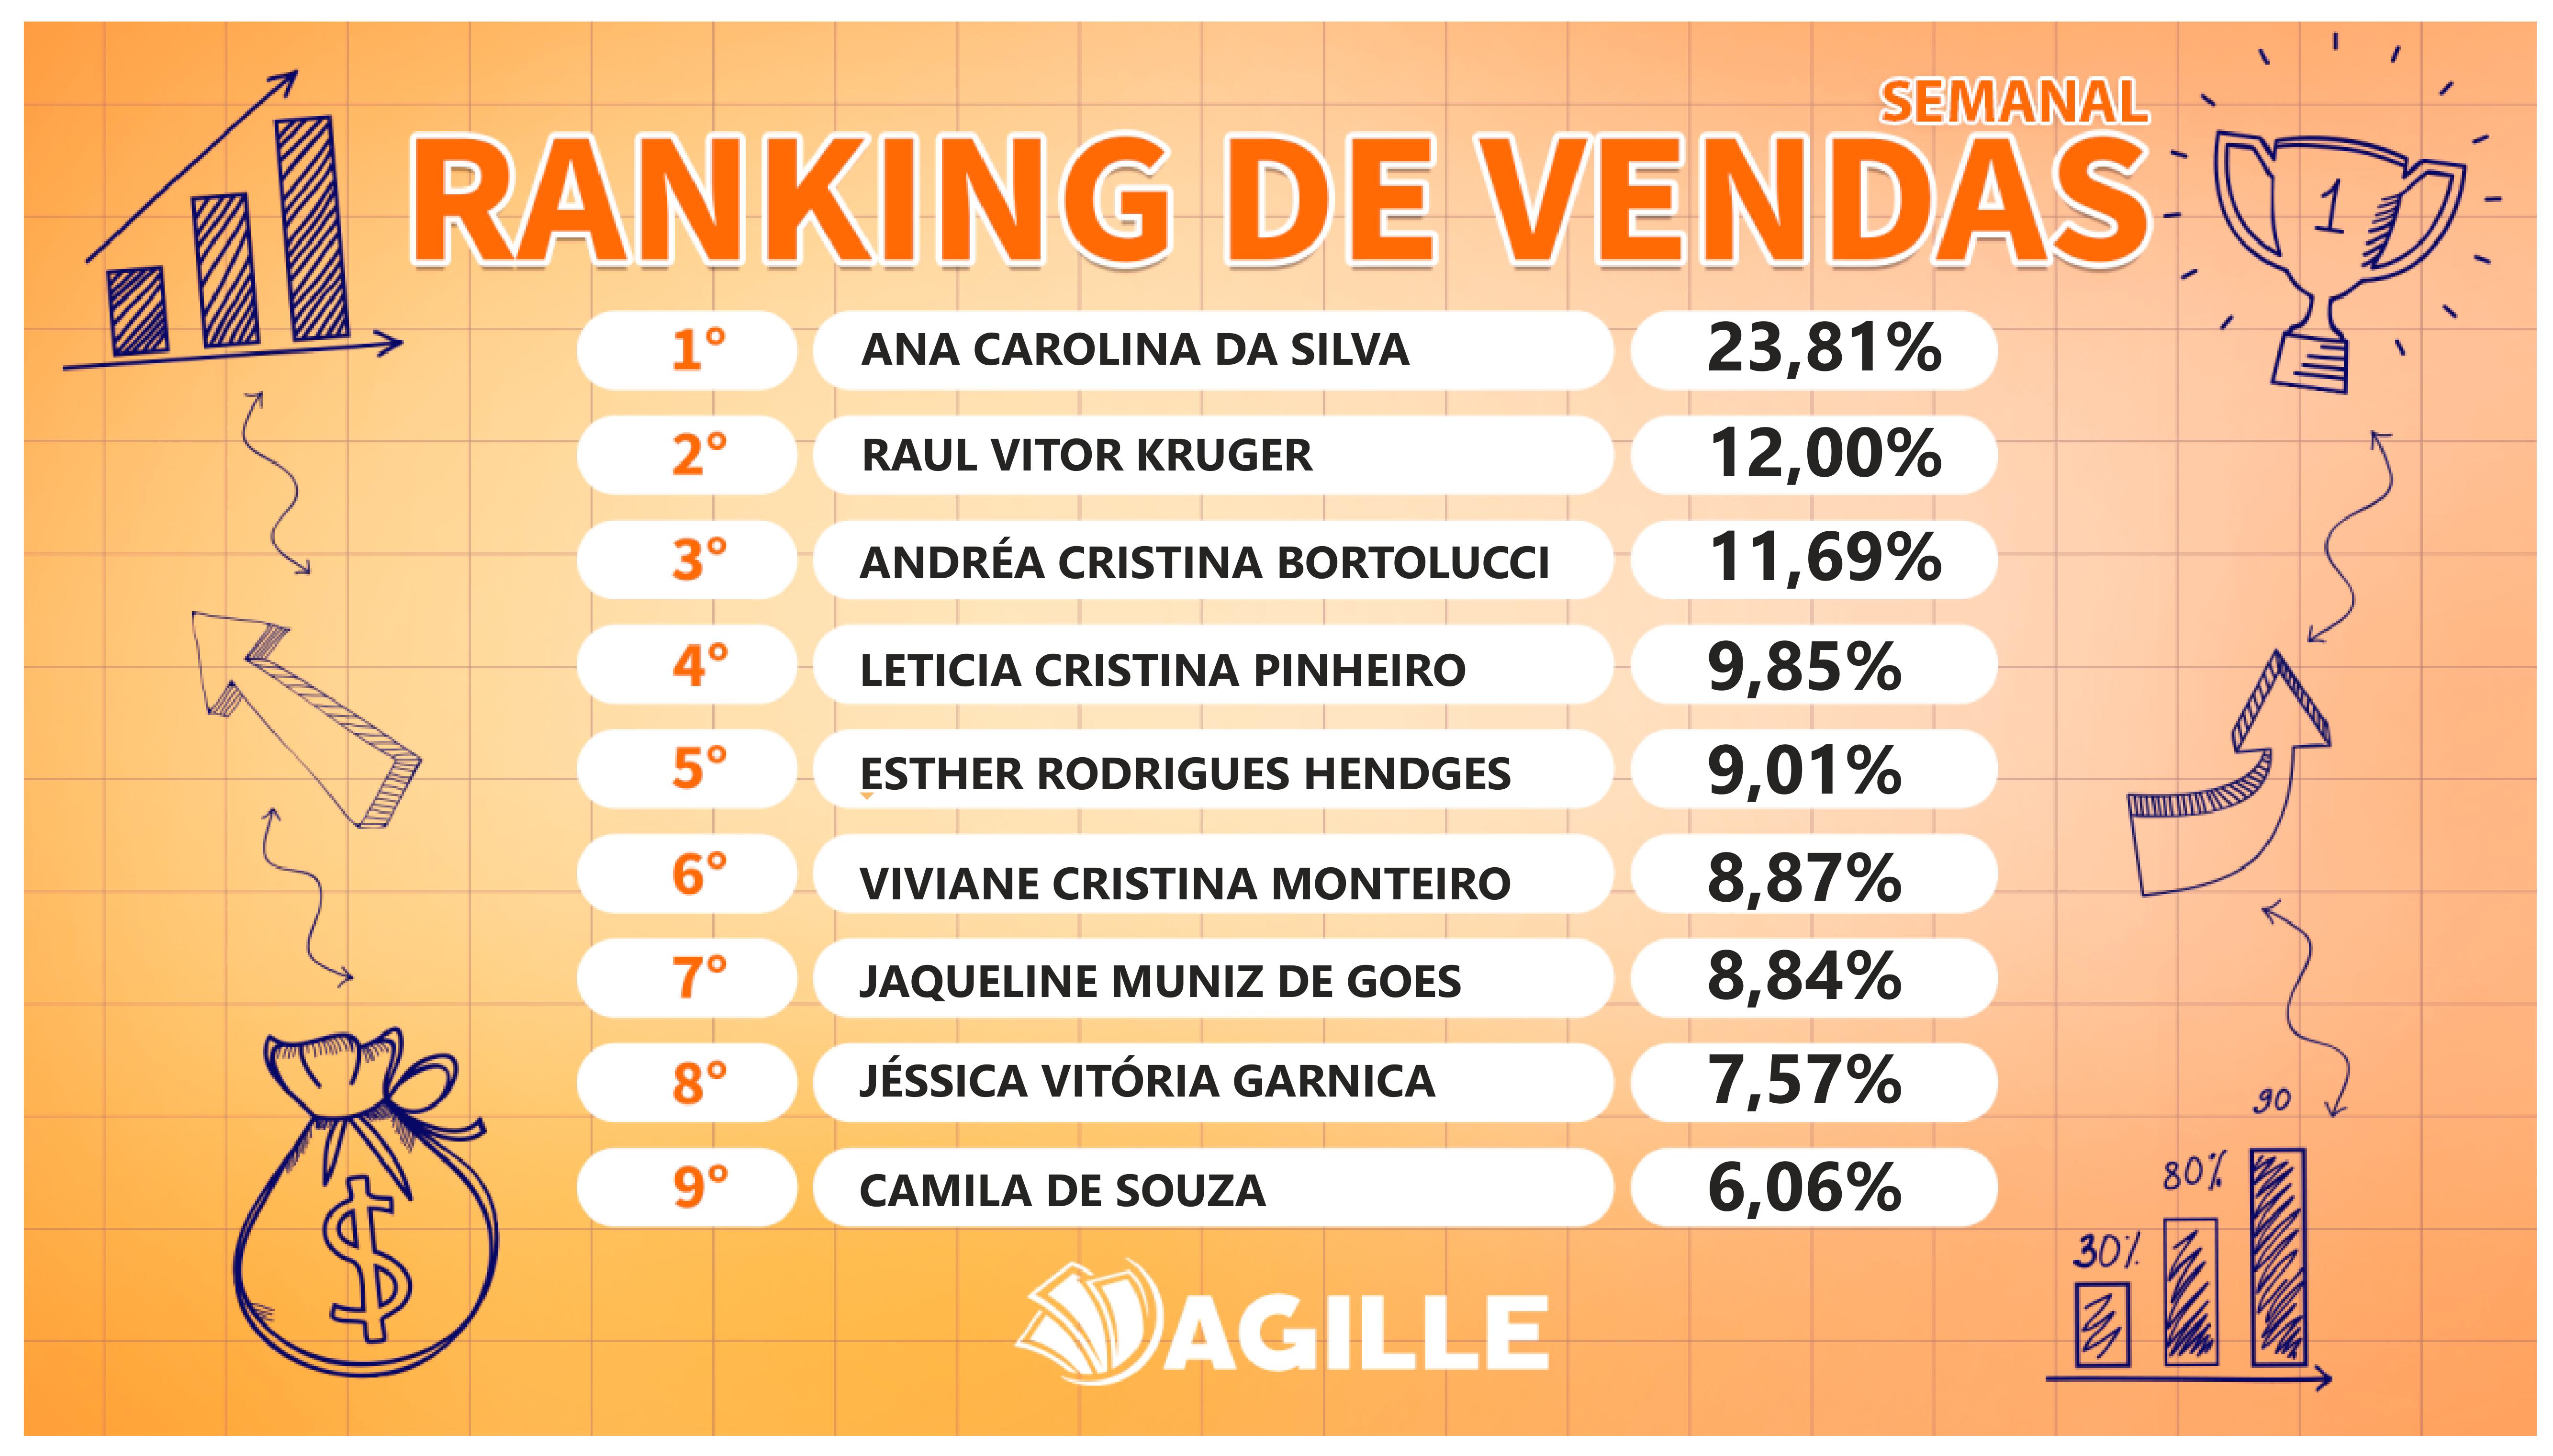 SEMANAL
RANKING DE VENDAS
1
1° ANA CAROLINA DA SILVA 23,81%
2° RAUL VITOR KRUGER 12,00%
3° ANDRÉA CRISTINA BORTOLUCCI 11,69%
4° LETICIA CRISTINA PINHEIRO 9,85%
5° ESTHER RODRIGUES HENDGES 9,01%
6° VIVIANE CRISTINA MONTEIRO 8,87%
7° JAQUELINE MUNIZ DE GOES 8,84%
8° JÉSSICA VITÓRIA GARNICA 7,57%
9° CAMILA DE SOUZA 6,06%
90
80%
30%
$
AGILLE